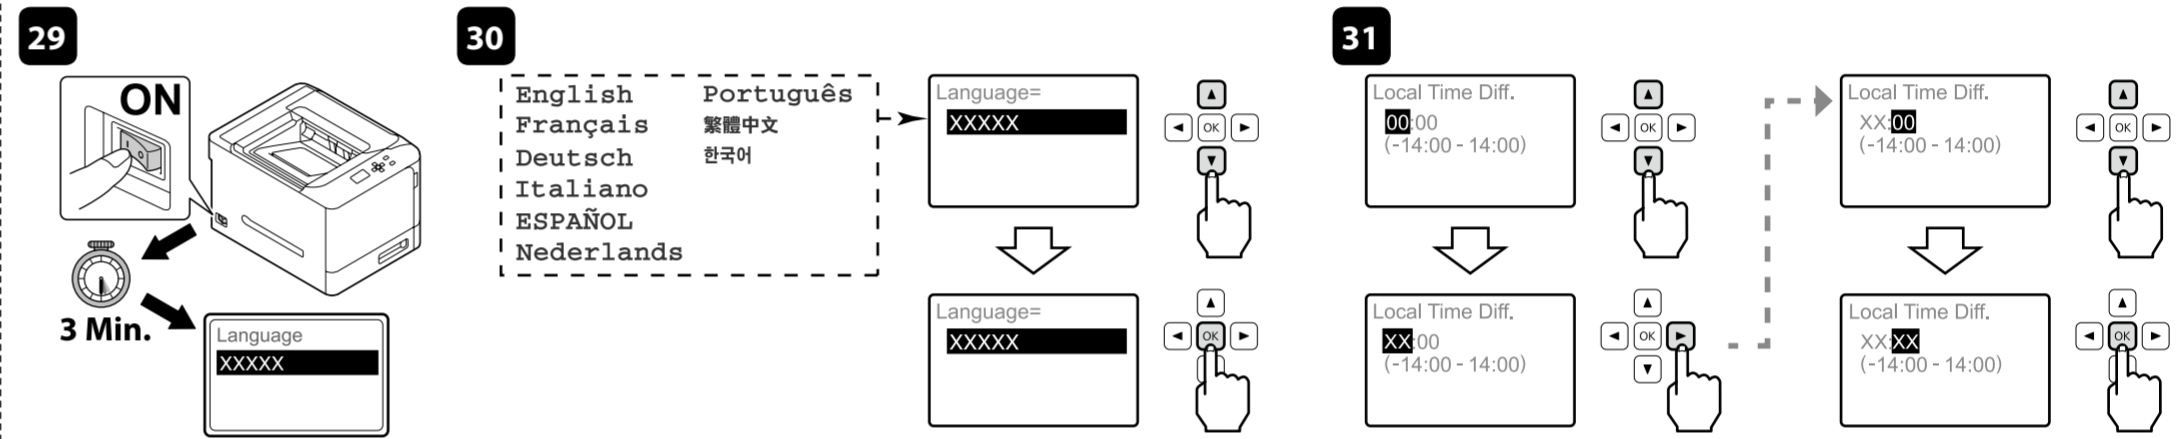 29
ON
3 Min.
Language
XXXXX
30
English
Français
Deutsch
Italiano
ESPAÑOL
Nederlands
Português
繁體中文
한국어
Language=
XXXXX
OK
Language=
XXXXX
OK
31
Local Time Diff.
00:00
(-14:00 - 14:00)
OK
Local Time Diff.
XX:00
(-14:00 - 14:00)
OK
Local Time Diff.
XX:00
(-14:00 - 14:00)
OK
Local Time Diff.
XX:XX
(-14:00 - 14:00)
OK